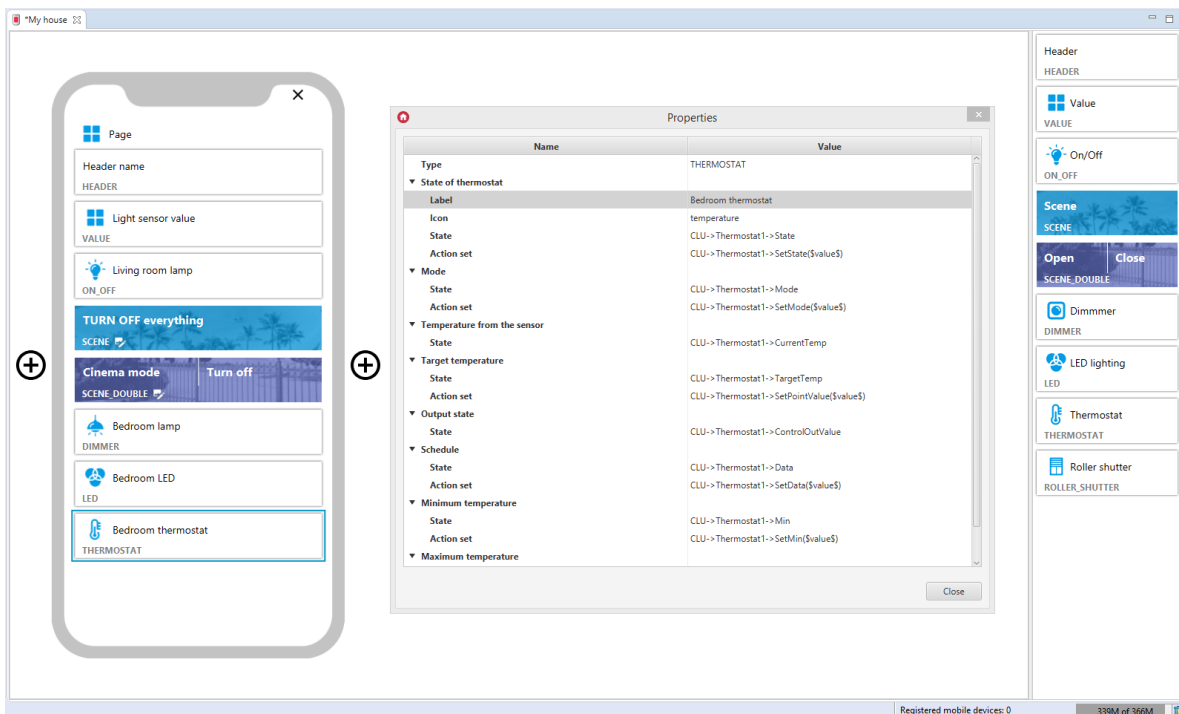 *My house
Page
Header name
HEADER
Light sensor value
VALUE
Living room lamp
ON_OFF
TURN OFF everything
SCENE
Cinema mode Turn off
SCENE_DOUBLE
Bedroom lamp
DIMMER
Bedroom LED
LED
Bedroom thermostat
THERMOSTAT
Properties
Name Value
Type THERMOSTAT
State of thermostat
Label Bedroom thermostat
Icon temperature
State CLU->Thermostat1->State
Action set CLU->Thermostat1->SetState($value$)
Mode
State CLU->Thermostat1->Mode
Action set CLU->Thermostat1->SetMode($value$)
Temperature from the sensor
State CLU->Thermostat1->CurrentTemp
Target temperature
State CLU->Thermostat1->TargetTemp
Action set CLU->Thermostat1->SetPointValue($value$)
Output state
State CLU->Thermostat1->ControlOutValue
Schedule
State CLU->Thermostat1->Data
Action set CLU->Thermostat1->SetData($value$)
Minimum temperature
State CLU->Thermostat1->Min
Action set CLU->Thermostat1->SetMin($value$)
Maximum temperature
Close
Header
HEADER
Value
VALUE
On/Off
ON_OFF
Scene
SCENE
Open Close
SCENE_DOUBLE
Dimmmer
DIMMER
LED lighting
LED
Thermostat
THERMOSTAT
Roller shutter
ROLLER_SHUTTER
Registered mobile devices: 0 339M of 366M